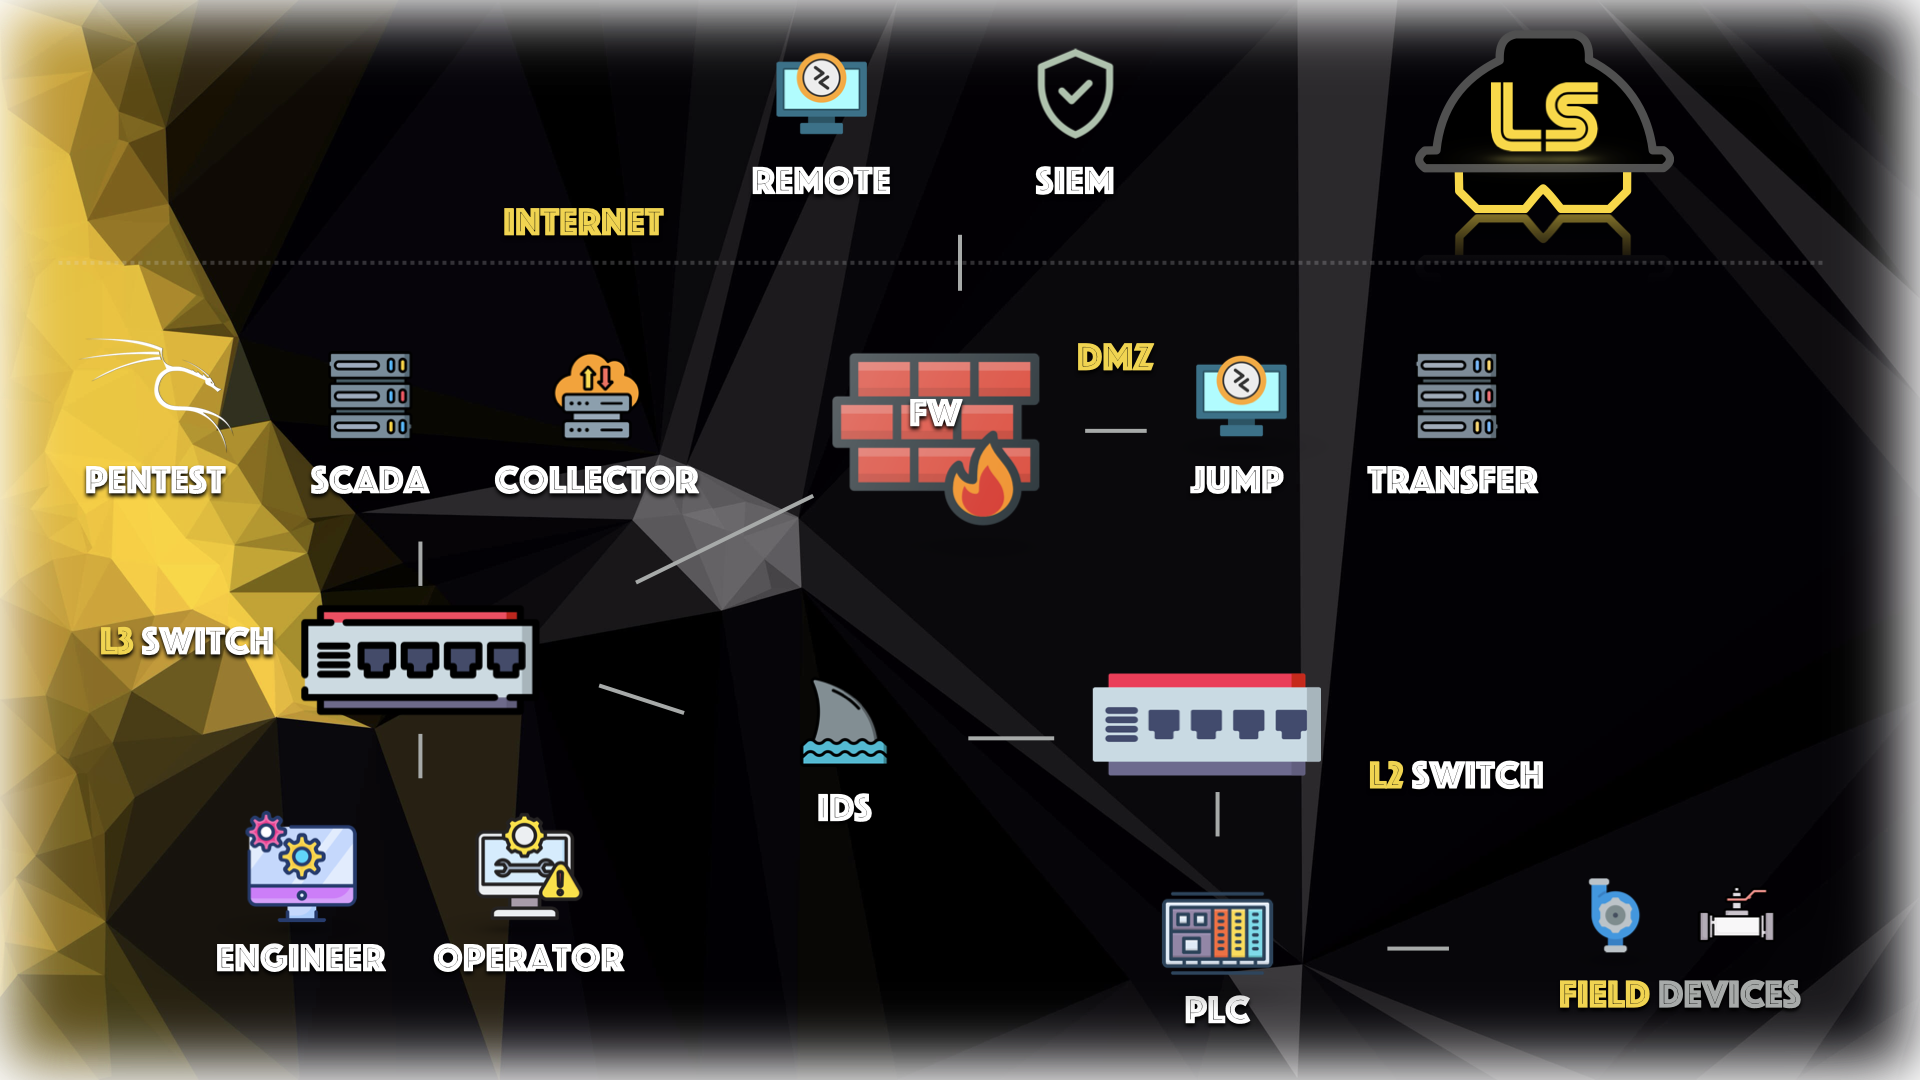 LS
REMOTE
SIEM
INTERNET
DMZ
FW
PENTEST
SCADA
COLLECTOR
JUMP
TRANSFER
L3 SWITCH
L2 SWITCH
IDS
ENGINEER
OPERATOR
PLC
FIELD DEVICES